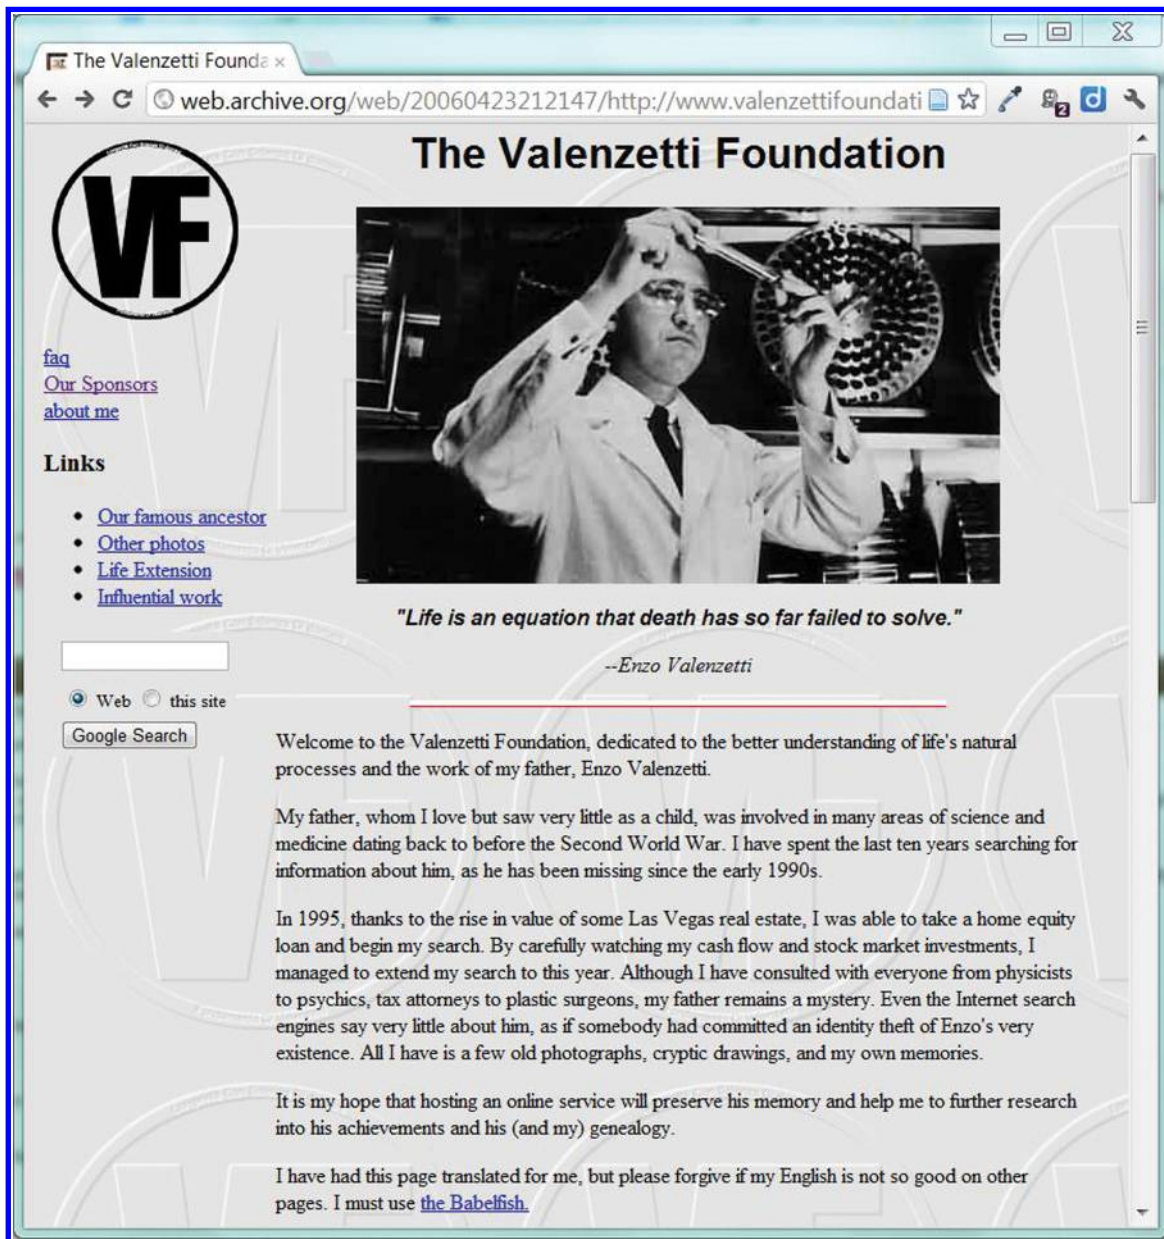 The Valenzetti Founda
web.archive.org/web/20060423212147/http://www.valenzettifoundati
2
d
VF
The Valenzetti Foundation
faq
Our Sponsors
about me
Links
Our famous ancestor
Other photos
Life Extension
Influential work
Web this site
Google Search
"Life is an equation that death has so far failed to solve."
--Enzo Valenzetti
Welcome to the Valenzetti Foundation, dedicated to the better understanding of life's natural
processes and the work of my father, Enzo Valenzetti.
My father, whom I love but saw very little as a child, was involved in many areas of science and
medicine dating back to before the Second World War. I have spent the last ten years searching for
information about him, as he has been missing since the early 1990s.
In 1995, thanks to the rise in value of some Las Vegas real estate, I was able to take a home equity
loan and begin my search. By carefully watching my cash flow and stock market investments, I
managed to extend my search to this year. Although I have consulted with everyone from physicists
to psychics, tax attorneys to plastic surgeons, my father remains a mystery. Even the Internet search
engines say very little about him, as if somebody had committed an identity theft of Enzo's very
existence. All I have is a few old photographs, cryptic drawings, and my own memories.
It is my hope that hosting an online service will preserve his memory and help me to further research
into his achievements and his (and my) genealogy.
I have had this page translated for me, but please forgive if my English is not so good on other
pages. I must use the Babelfish.